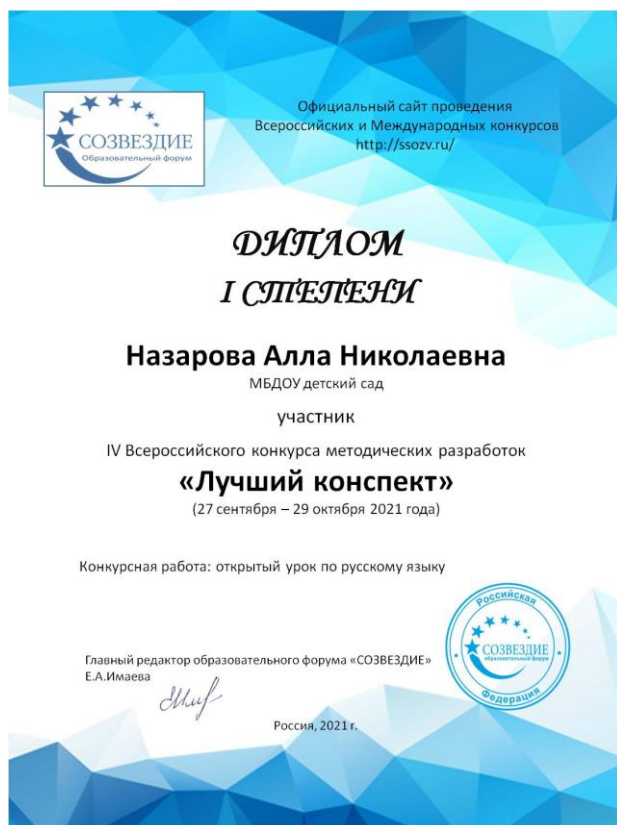 СОЗВЕЗДИЕ
Образовательный форум
Официальный сайт проведения
Всероссийских и Международных конкурсов
http://ssozv.ru/
ДИПЛОМ
I СТЕПЕНИ
Назарова Алла Николаевна
МБДОУ детский сад
участник
IV Всероссийского конкурса методических разработок
«Лучший конспект»
(27 сентября – 29 октября 2021 года)
Конкурсная работа: открытый урок по русскому языку
Главный редактор образовательного форума «СОЗВЕЗДИЕ»
Е.А.Имаева
Российская
СОЗВЕЗДИЕ
образовательный форум
Федерация
Россия, 2021 г.